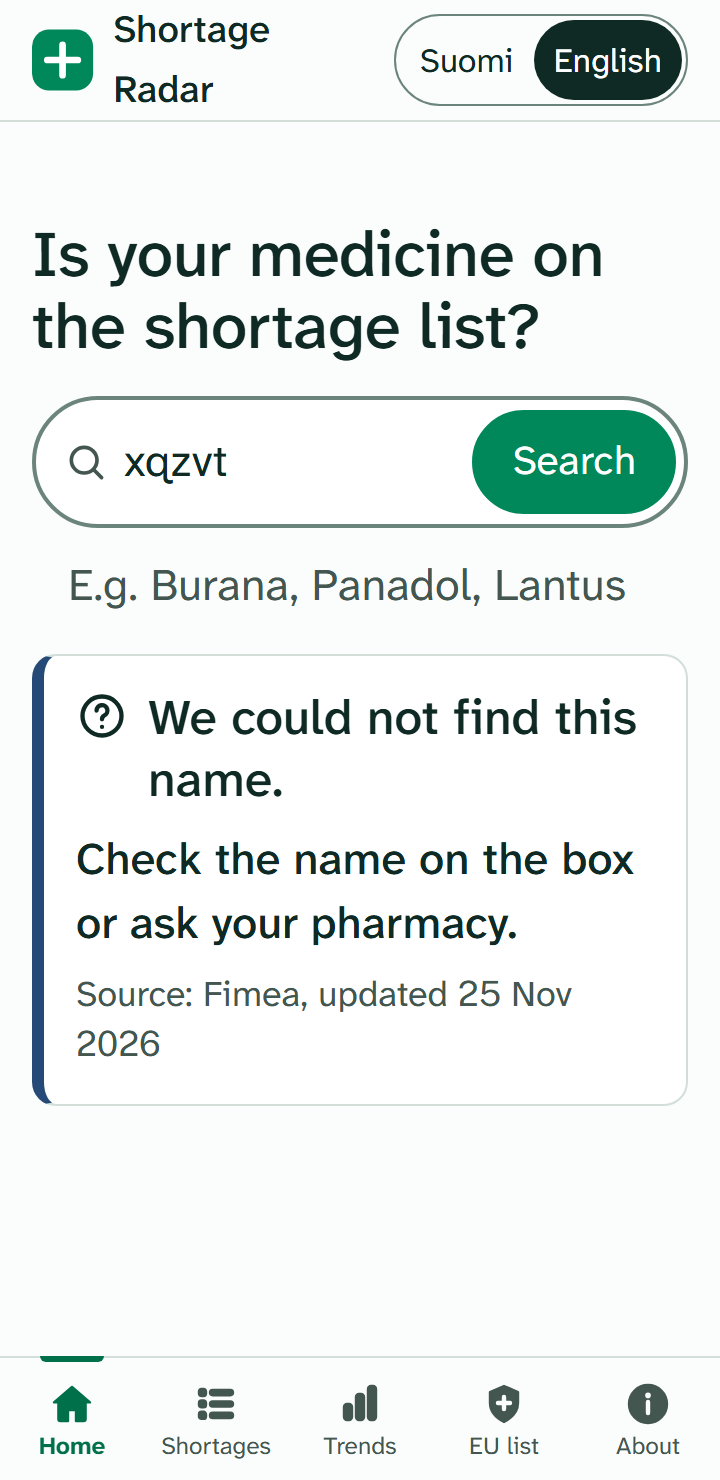 Shortage
Radar
Suomi
English
Is your medicine on
the shortage list?
xqzvt
Search
E.g. Burana, Panadol, Lantus
We could not find this
name.
Check the name on the box
or ask your pharmacy.
Source: Fimea, updated 25 Nov
2026
Home
Shortages
Trends
EU list
About